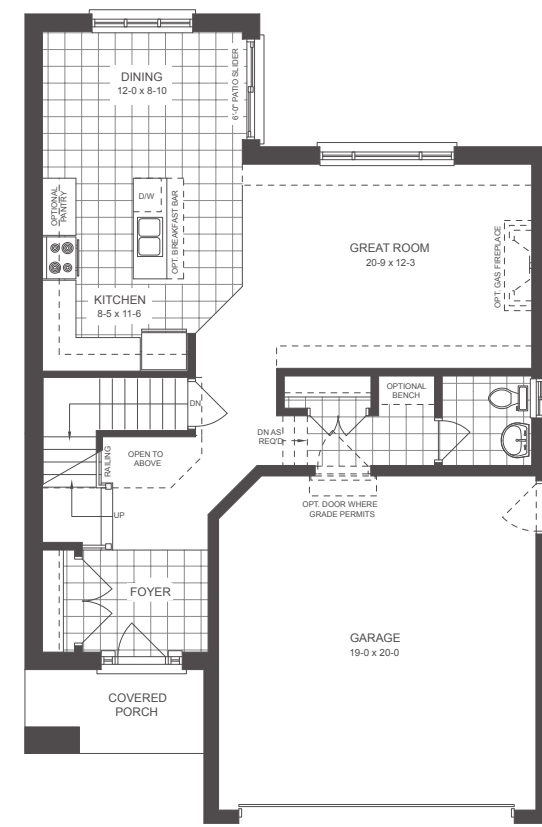 DINING
12-0 x 8-10
6'-0" PATIO SLIDER
OPTIONAL
PANTRY
D/W
OPT. BREAKFAST BAR
GREAT ROOM
20-9 x 12-3
OPT. GAS FIREPLACE
KITCHEN
8-5 x 11-6
OPTIONAL
BENCH
DN
DN AS
REQ'D
RAILING
OPEN TO
ABOVE
UP
OPT. DOOR WHERE
GRADE PERMITS
FOYER
GARAGE
19-0 x 20-0
COVERED
PORCH